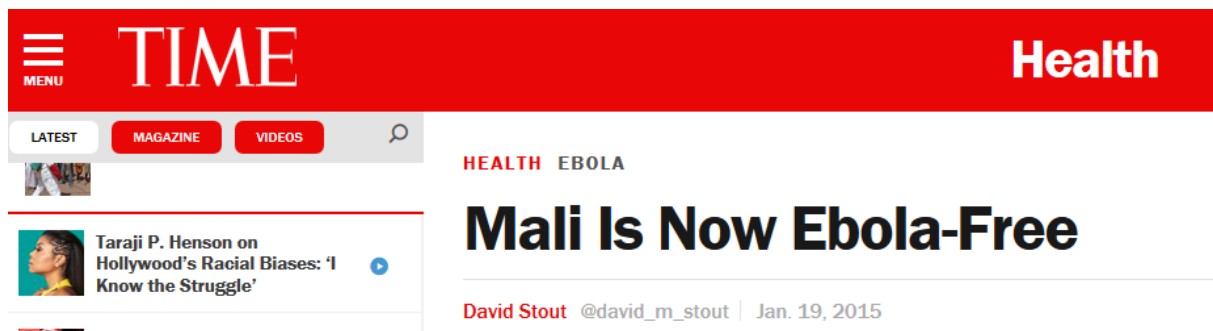 TIME
Health
MENU
LATEST
MAGAZINE
VIDEOS
HEALTH EBOLA
Mali Is Now Ebola-Free
Taraji P. Henson on
Hollywood's Racial Biases: 'I
Know the Struggle'
David Stout @david_m_stout Jan. 19, 2015